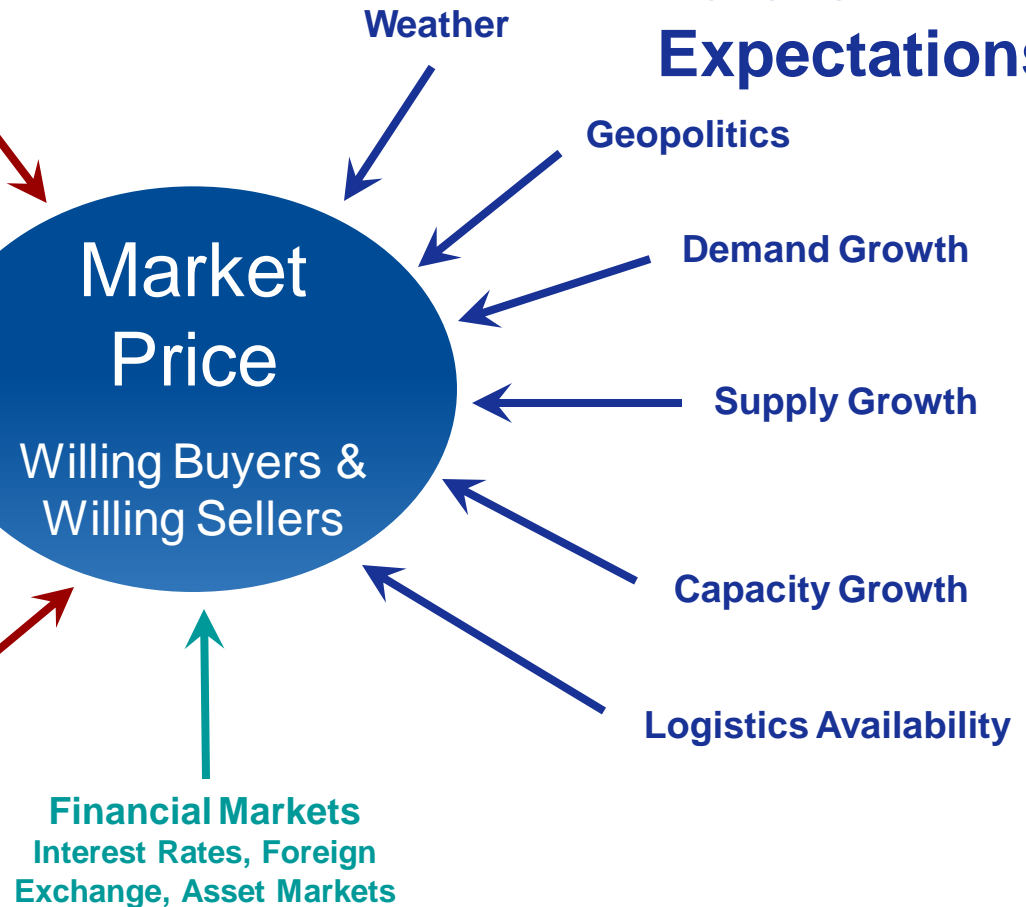 Weather
Expectations
Geopolitics
Market
Price
Demand Growth
Supply Growth
Willing Buyers &
Willing Sellers
Capacity Growth
Logistics Availability
Financial Markets
Interest Rates, Foreign
Exchange, Asset Markets